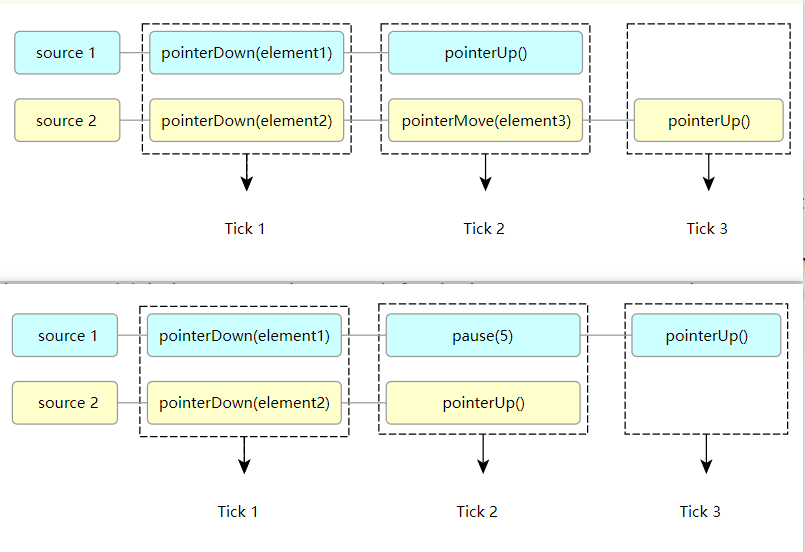 source 1 pointerDown(element1) pointerUp()
source 2 pointerDown(element2) pointerMove(element3) pointerUp()
Tick 1 Tick 2 Tick 3
source 1 pointerDown(element1) pause(5) pointerUp()
source 2 pointerDown(element2) pointerUp()
Tick 1 Tick 2 Tick 3